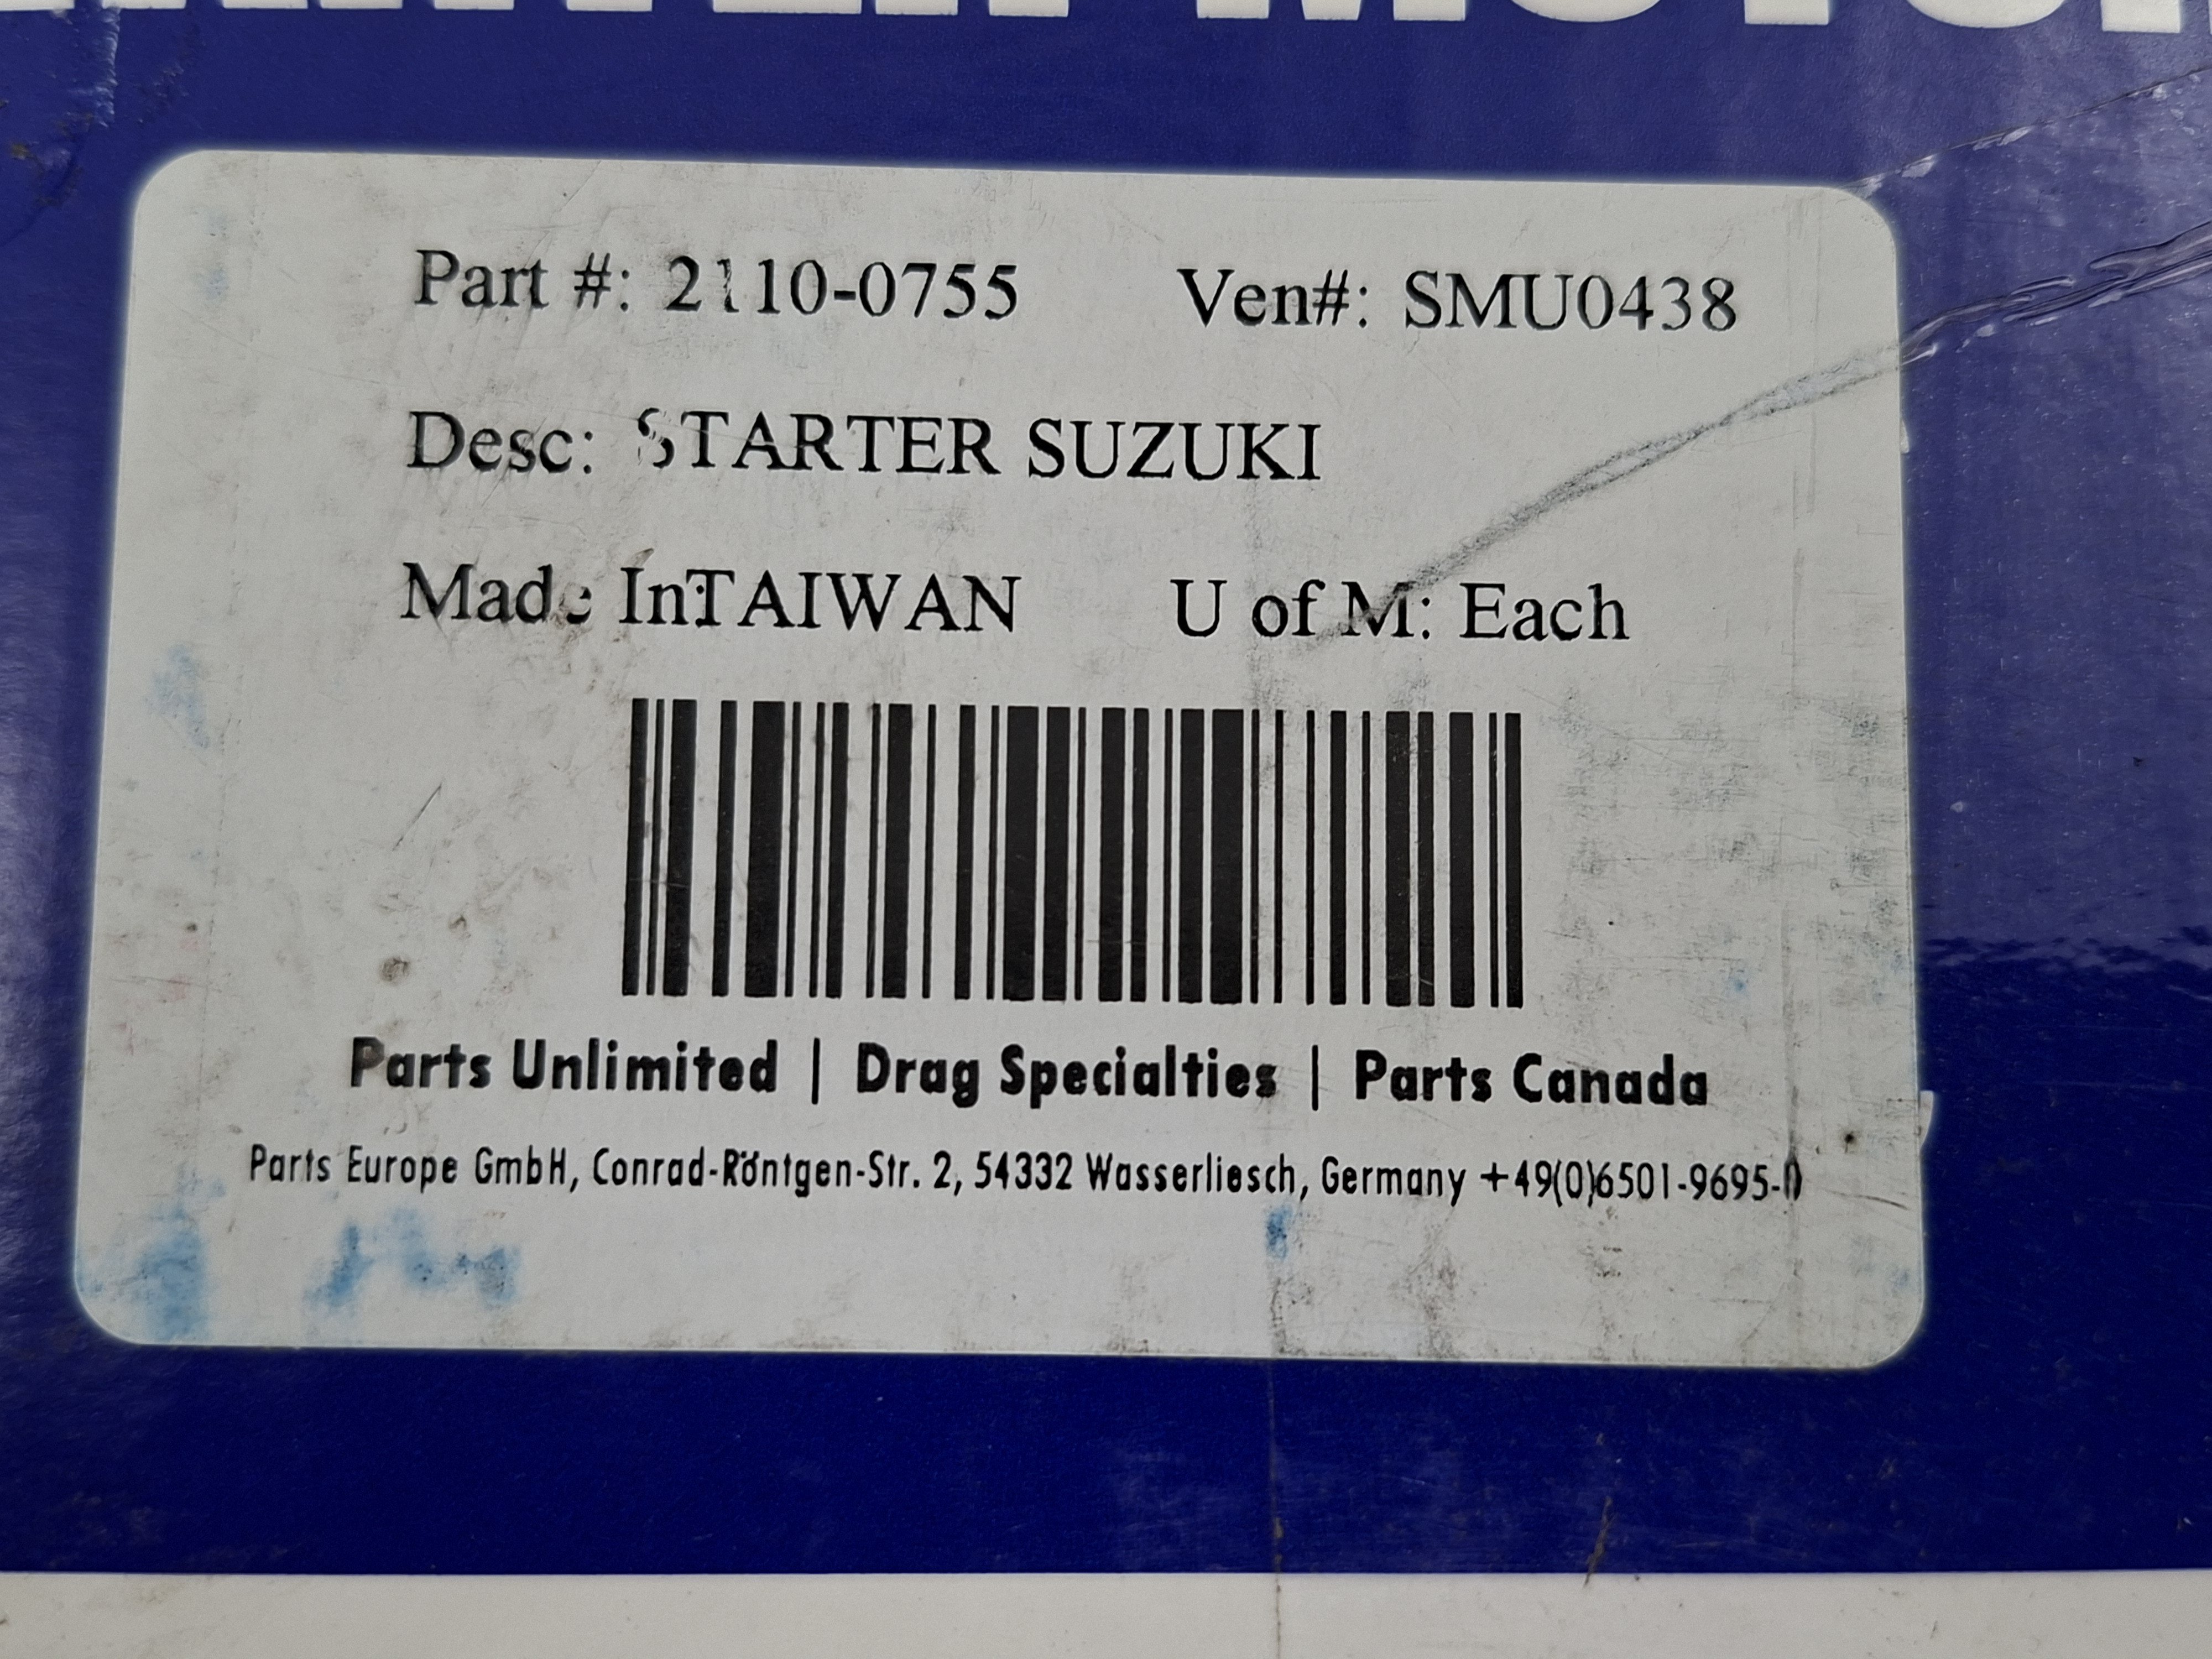 Part #: 2110-0755 Ven#: SMU0438
Desc: STARTER SUZUKI
Made InTAIWAN U of M: Each
Parts Unlimited | Drag Specialties | Parts Canada
Parts Europe GmbH, Conrad-Röntgen-Str. 2, 54332 Wasserliesch, Germany +49(0)6501-9695-0